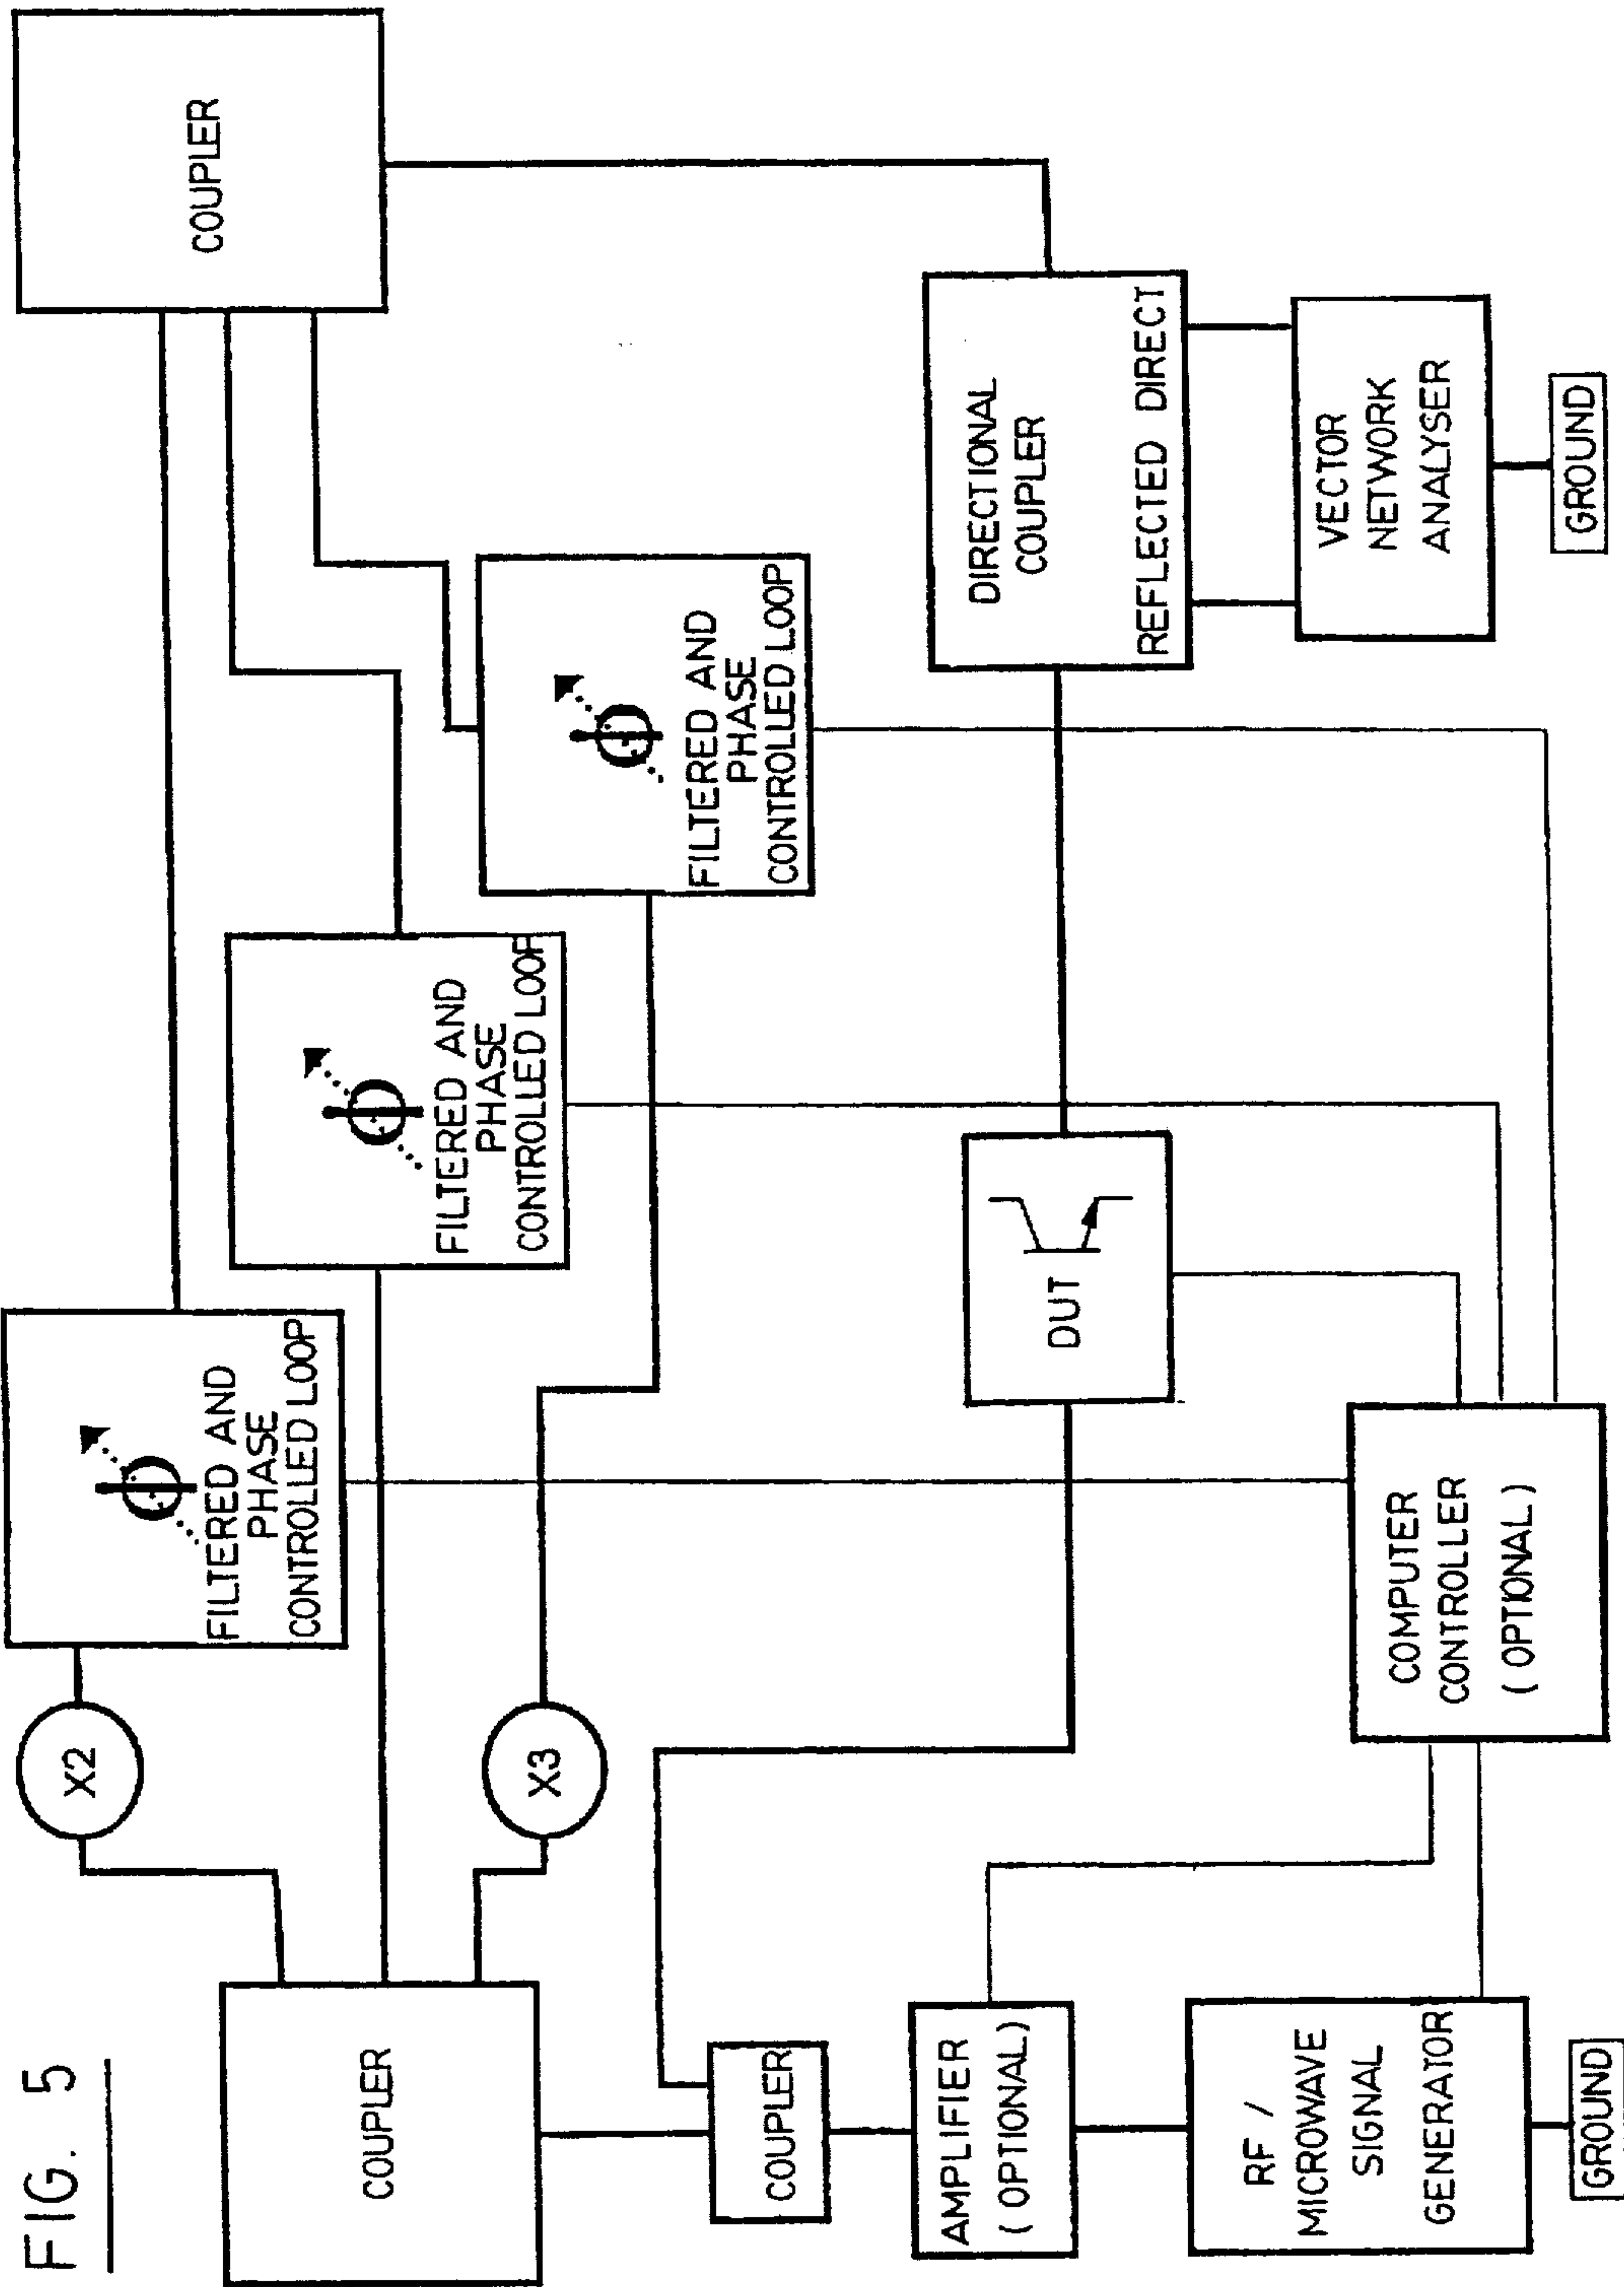 FIG. 5
COUPLER
X2
FILTERED AND
PHASE
CONTROLLED LOOP
COUPLER
FILTERED AND
PHASE
CONTROLLED LOOP
X3
FILTERED AND
PHASE
CONTROLLED LOOP
COUPLER
AMPLIFIER
( OPTIONAL)
RF /
MICROWAVE
SIGNAL
GENERATOR
GROUND
DUT
COMPUTER
CONTROLLER
( OPTIONAL)
DIRECTIONAL
COUPLER
REFLECTED DIRECT
VECTOR
NETWORK
ANALYSER
GROUND